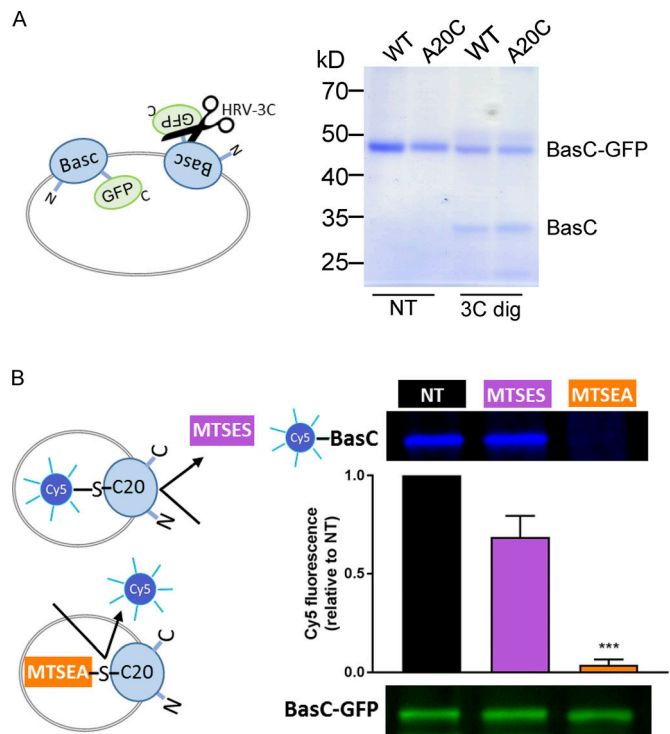 A
kD
WT
A20C
WT
A20C
70
50
40
35
25
BasC-GFP
BasC
NT
3C dig
HRV-3C
C
GFP
Basc
N
Basc
GFP
C
N
B
MTSES
Cy5
S
C20
C
N
Cy5
MTSEA
S
C20
C
N
NT
MTSES
MTSEA
Cy5
BasC
Cy5 fluorescence
(relative to NT)
1.0
0.5
0.0
***
BasC-GFP